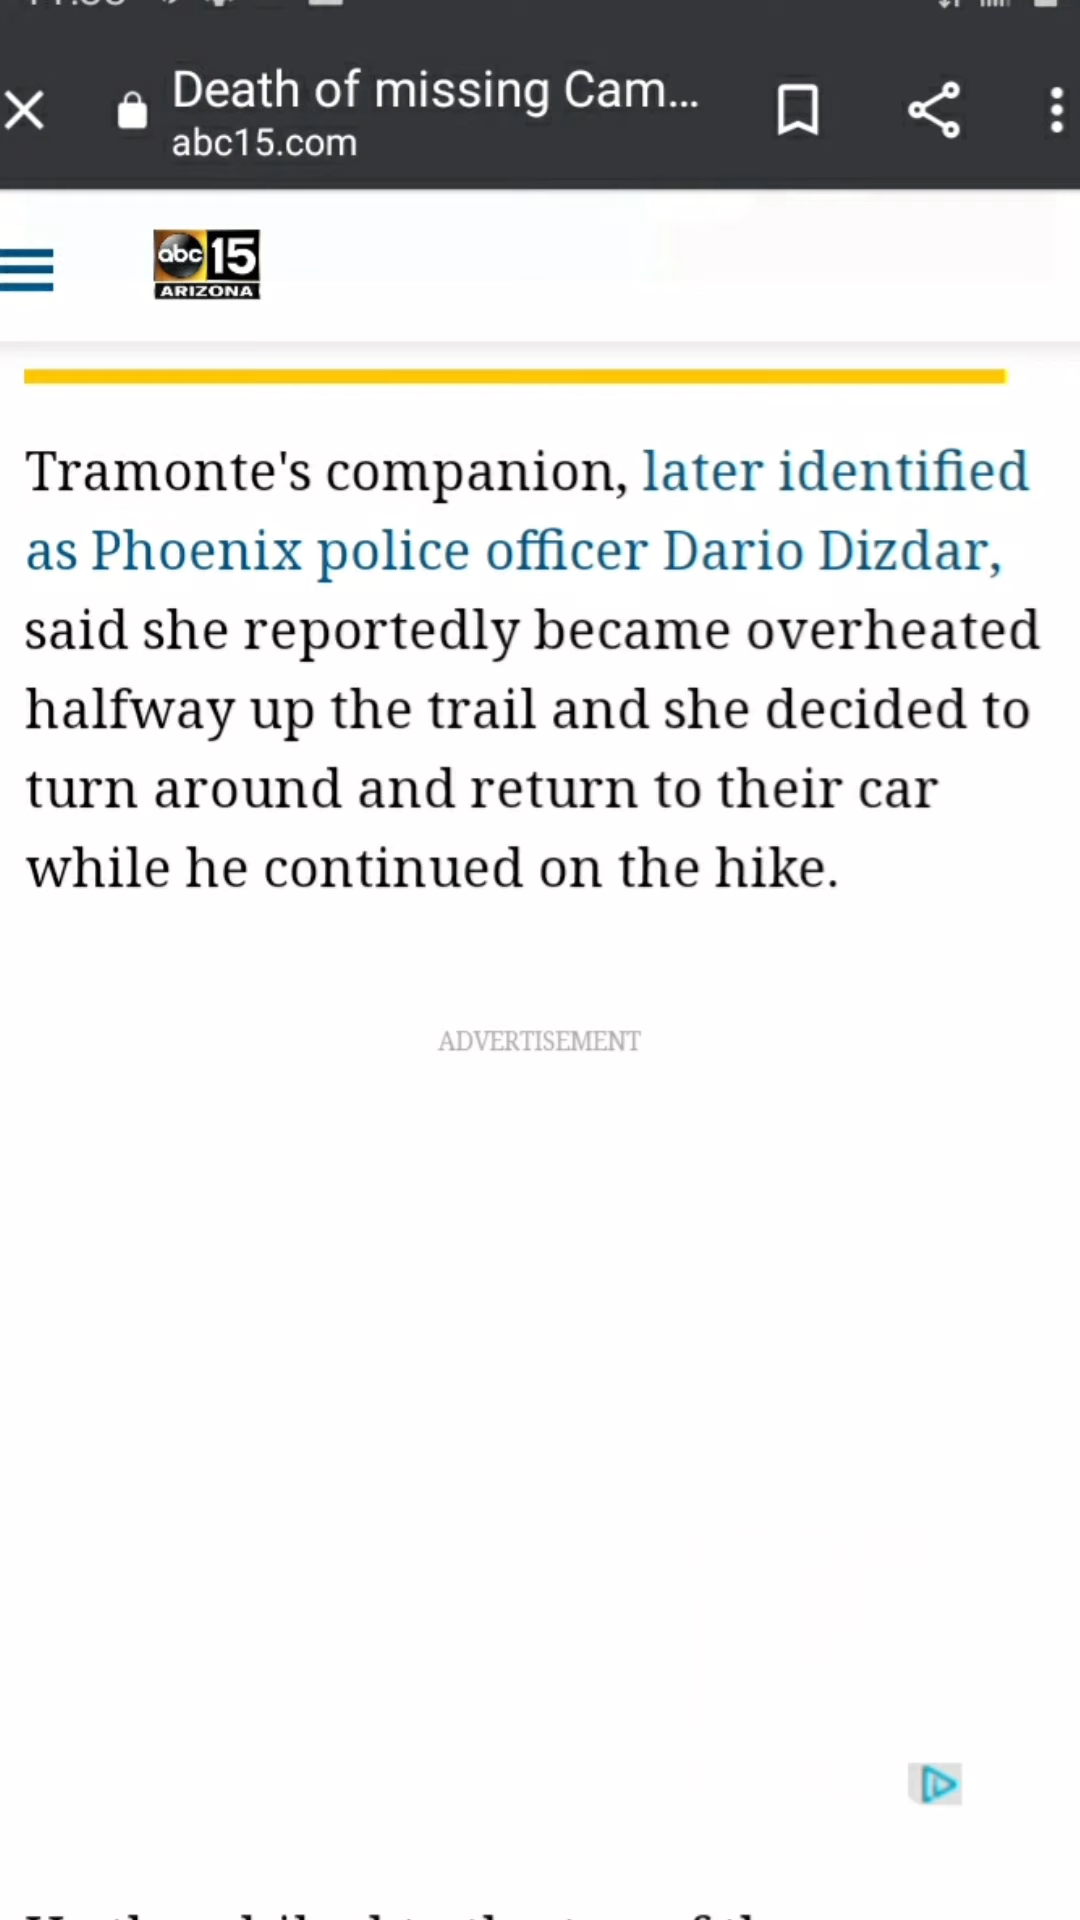 Death of missing Cam...
abc15.com
abc 15
ARIZONA
Tramonte's companion, later identified
as Phoenix police officer Dario Dizdar,
said she reportedly became overheated
halfway up the trail and she decided to
turn around and return to their car
while he continued on the hike.
ADVERTISEMENT